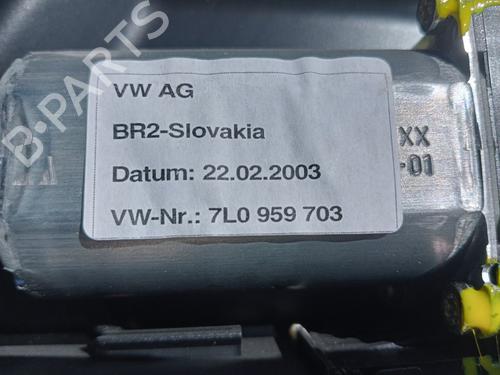 VW AG
BR2-Slovakia
Datum: 22.02.2003
VW-Nr.: 7L0 959 703
XX
-01
B-PARTS